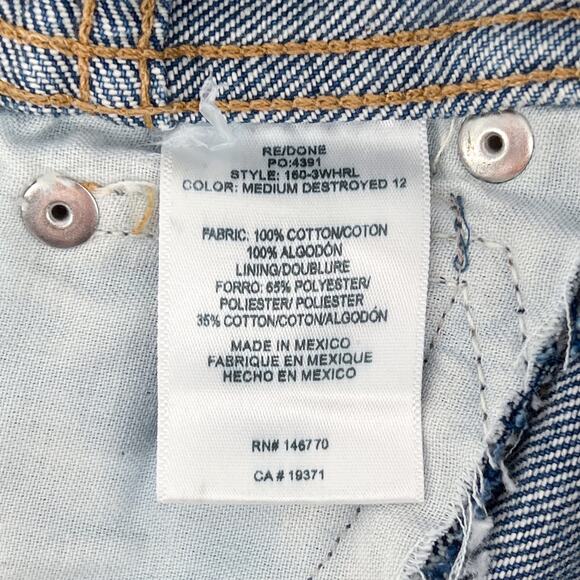 RE/DONE
PO:4391
STYLE: 160-3WHRL
COLOR: MEDIUM DESTROYED 12
FABRIC: 100% COTTON/COTON
100% ALGODÓN
LINING/DOUBLURE
FORRO: 65% POLYESTER/
POLIESTER/ POLIESTER
35% COTTON/COTON/ALGODÓN
MADE IN MEXICO
FABRIQUE EN MEXIQUE
HECHO EN MEXICO
RN# 146770
CA # 19371